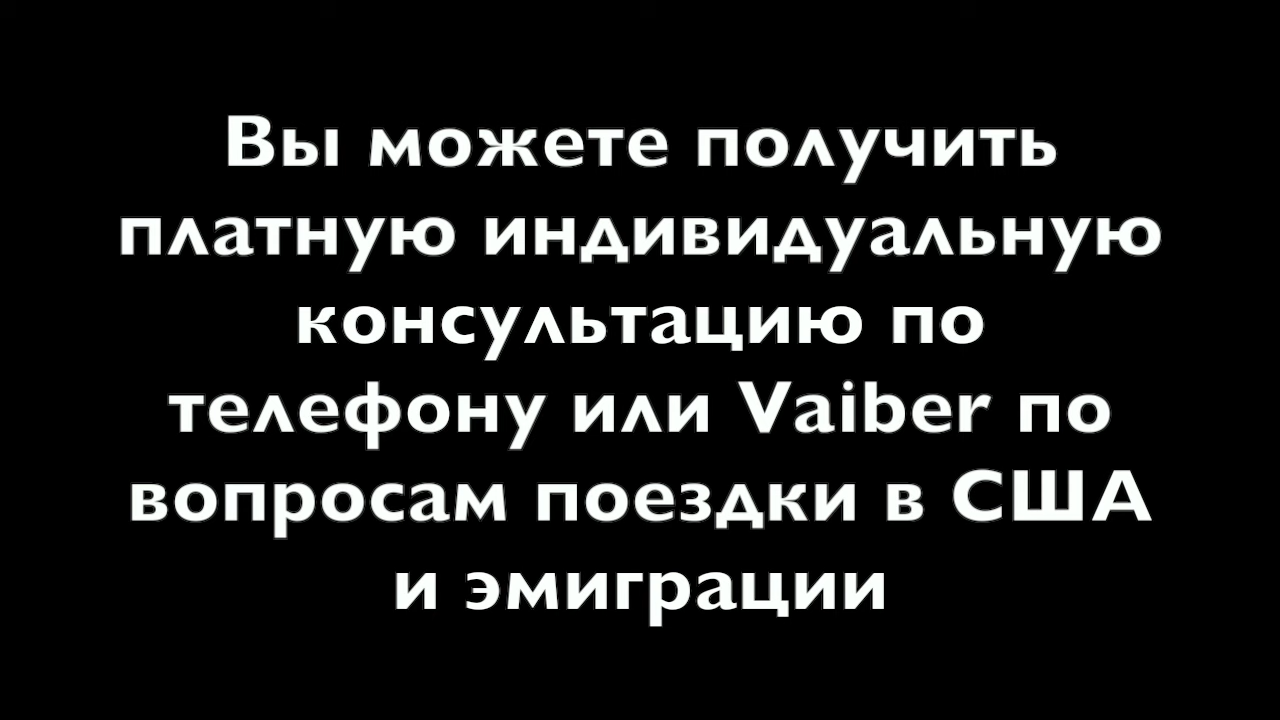 Вы можете получить
платную индивидуальную
консультацию по
телефону или Vaiber по
вопросам поездки в США
и эмиграции